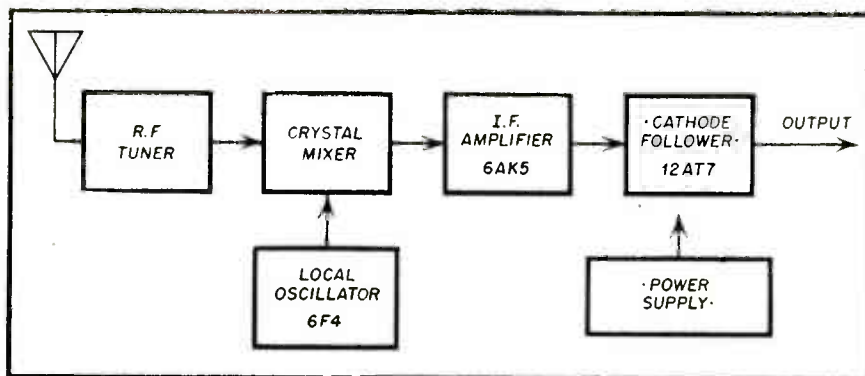 R.F
TUNER
CRYSTAL
MIXER
I.F.
AMPLIFIER
6AK5
·CATHODE
FOLLOWER·
12AT7
OUTPUT
LOCAL
OSCILLATOR
6F4
·POWER
SUPPLY·